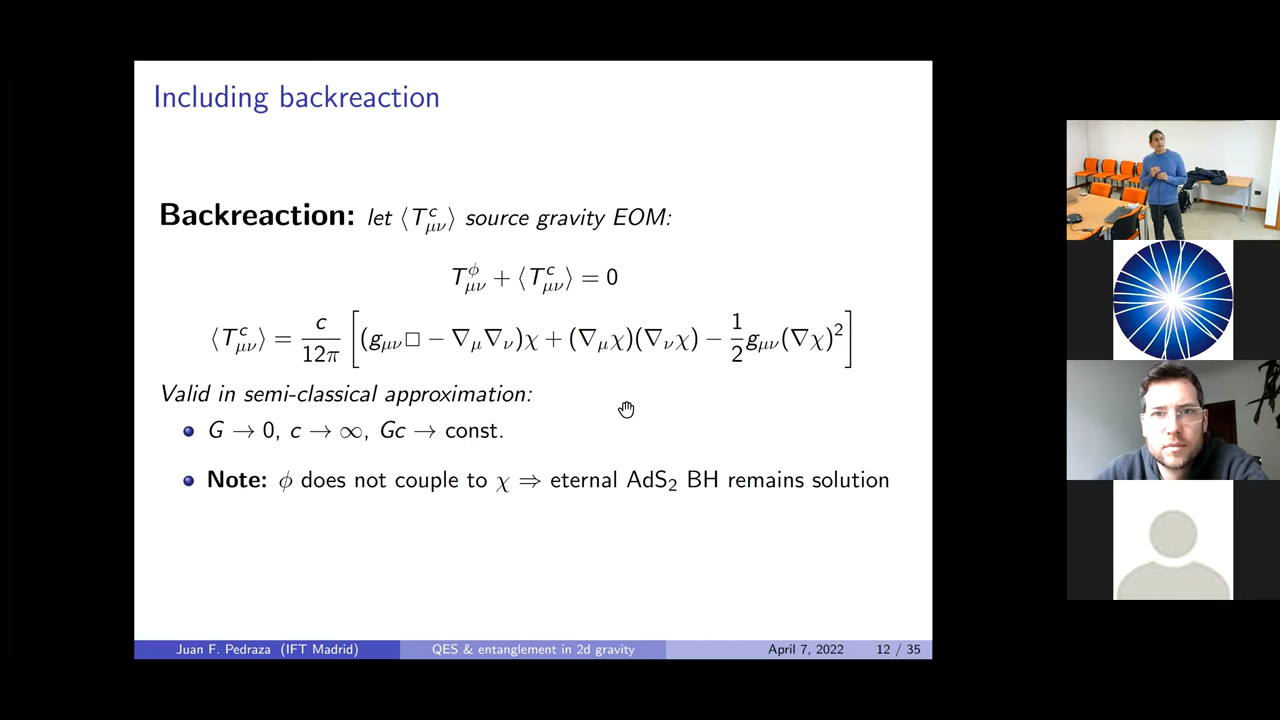 Including backreaction
Backreaction: let ⟨T^c_{μν}⟩ source gravity EOM:
T^ϕ_{μν} + ⟨T^c_{μν}⟩ = 0
⟨T^c_{μν}⟩ = c/12π [(g_{μν}□ − ∇_μ∇_ν)χ + (∇_μχ)(∇_νχ) − 1/2 g_{μν}(∇χ)^2]
Valid in semi-classical approximation:
G → 0, c → ∞, Gc → const.
Note: ϕ does not couple to χ ⇒ eternal AdS₂ BH remains solution
Juan F. Pedraza (IFT Madrid) QES & entanglement in 2d gravity April 7, 2022 12 / 35